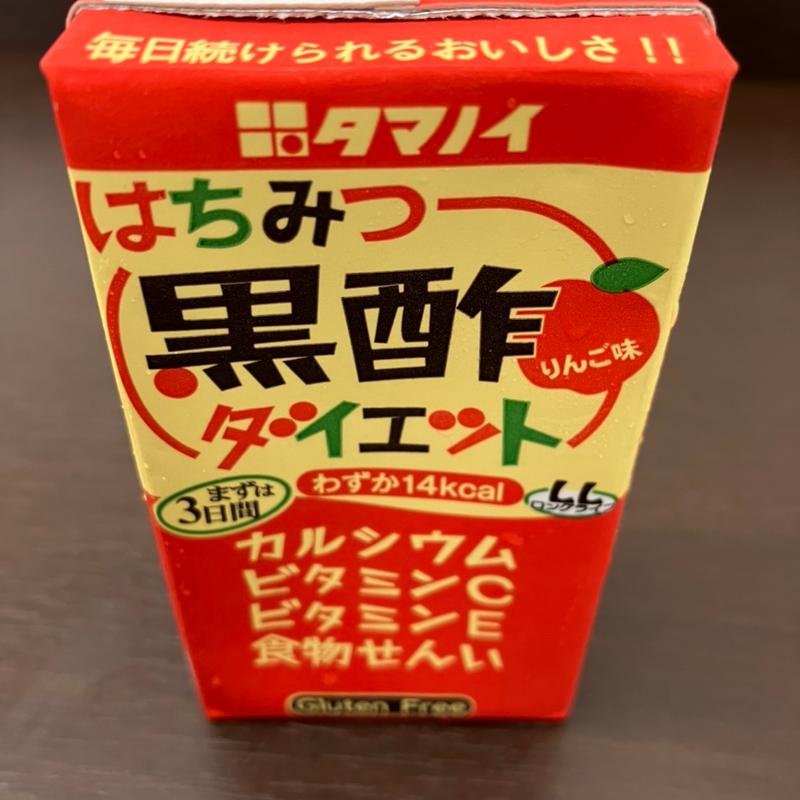 毎日続けられるおいしさ!!
タマノイ
はちみつ
黒酢
りんご味
ダイエット
わずか14kcal
まずは
3日間
LL
ロングライフ
カルシウム
ビタミンC
ビタミンE
食物せんい
Gluten Free